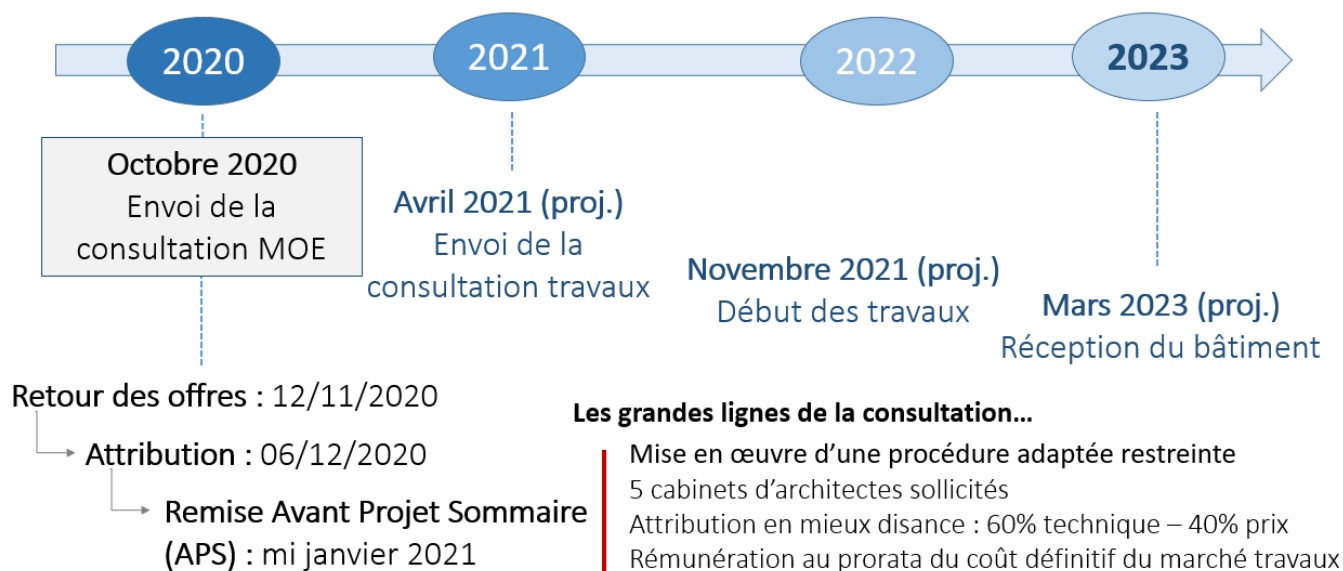 2020
2021
2022
2023
Octobre 2020
Envoi de la
consultation MOE
Avril 2021 (proj.)
Envoi de la
consultation travaux
Novembre 2021 (proj.)
Début des travaux
Mars 2023 (proj.)
Réception du bâtiment
Retour des offres : 12/11/2020
Attribution : 06/12/2020
Remise Avant Projet Sommaire
(APS) : mi janvier 2021
Les grandes lignes de la consultation...
Mise en œuvre d'une procédure adaptée restreinte
5 cabinets d'architectes sollicités
Attribution en mieux disance : 60% technique – 40% prix
Rémunération au prorata du coût définitif du marché travaux